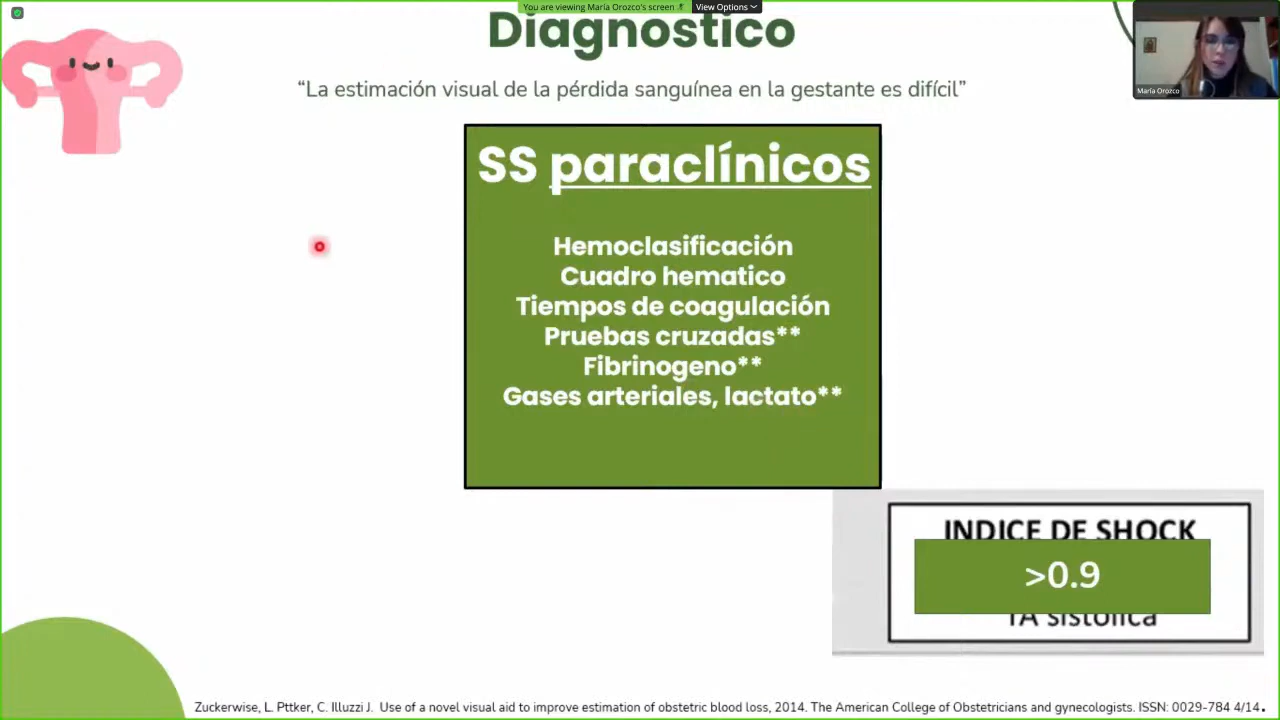 You are viewing María Orozco's screen
View Options
Diagnostico
“La estimación visual de la pérdida sanguínea en la gestante es difícil”
María Orozco
SS paraclínicos
Hemoclasificación
Cuadro hematico
Tiempos de coagulación
Pruebas cruzadas**
Fibrinogeno**
Gases arteriales, lactato**
INDICE DE SHOCK
>0.9
TA sistolica
Zuckerwise, L. Pttker, C. Illuzzi J. Use of a novel visual aid to improve estimation of obstetric blood loss, 2014. The American College of Obstetricians and gynecologists. ISSN: 0029-784 4/14.